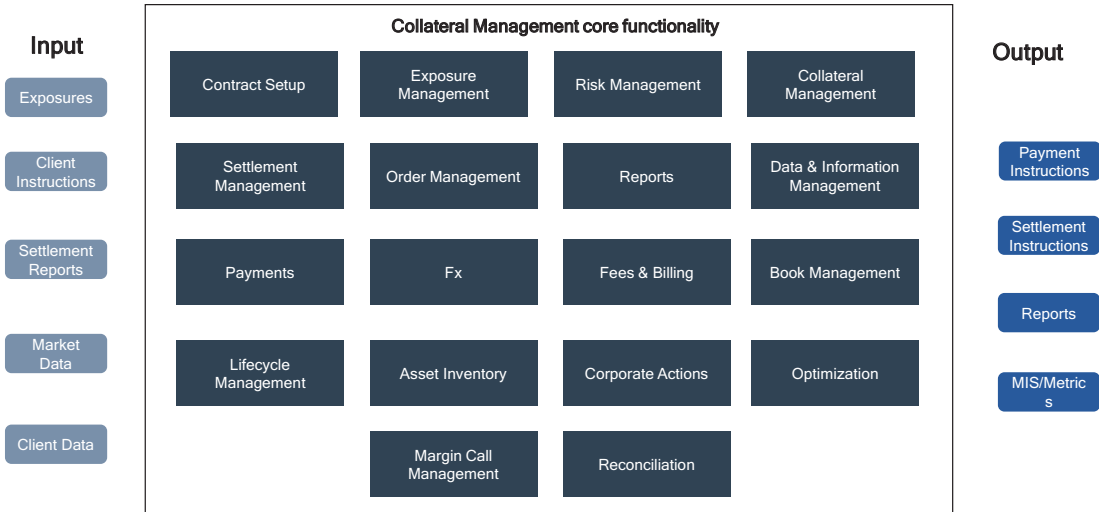 Collateral Management core functionality
Input
Exposures
Client
Instructions
Settlement
Reports
Market
Data
Client Data
Contract Setup
Exposure
Management
Risk Management
Collateral
Management
Settlement
Management
Order Management
Reports
Data & Information
Management
Payments
Fx
Fees & Billing
Book Management
Lifecycle
Management
Asset Inventory
Corporate Actions
Optimization
Margin Call
Management
Reconciliation
Output
Payment
Instructions
Settlement
Instructions
Reports
MIS/Metric
s